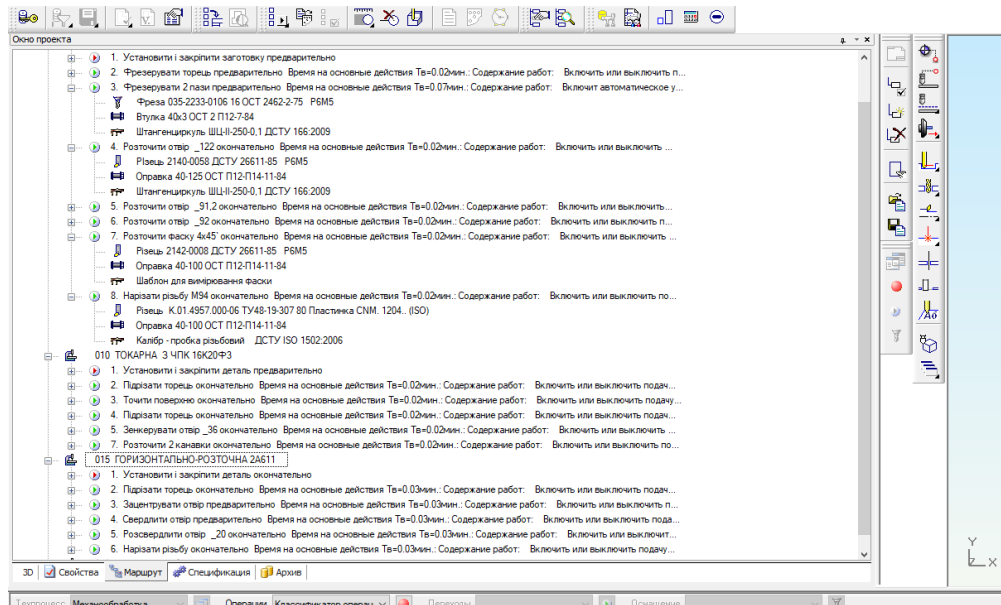 Окно проекта
1. Установити і закріпити заготовку предварительно
2. Фрезерувати торець предварительно Время на основные действия Тв=0.02мин.: Содержание работ: Включить или выключить п...
3. Фрезерувати 2 пази предварительно Время на основные действия Тв=0.07мин.: Содержание работ: Включит автоматическое у...
Фреза 035-2233-0106 16 ОСТ 2462-2-75 Р6М5
Втулка 40х3 ОСТ 2 П12-7-84
Штангенциркуль ШЦ-ІІ-250-0,1 ДСТУ 166:2009
4. Розточити отвір _122 окончательно Время на основные действия Тв=0.02мин.: Содержание работ: Включить или выключить ...
Різець 2140-0058 ДСТУ 26611-85 Р6М5
Оправка 40-125 ОСТ П12-П14-11-84
Штангенциркуль ШЦ-ІІ-250-0,1 ДСТУ 166:2009
5. Розточити отвір _91,2 окончательно Время на основные действия Тв=0.02мин.: Содержание работ: Включить или выключить...
6. Розточити отвір _92 окончательно Время на основные действия Тв=0.02мин.: Содержание работ: Включить или выключить п...
7. Розточити фаску 4х45' окончательно Время на основные действия Тв=0.02мин.: Содержание работ: Включить или выключить ...
Різець 2142-0008 ДСТУ 26611-85 Р6М5
Оправка 40-100 ОСТ П12-П14-11-84
Шаблон для вимірювання фаски
8. Нарізати різьбу М94 окончательно Время на основные действия Тв=0.02мин.: Содержание работ: Включить или выключить по...
Різець К.01.4957.000-06 ТУ48-19-307 80 Пластинка CNM. 1204.. (ISO)
Оправка 40-100 ОСТ П12-П14-11-84
Калібр - пробка різьбовий ДСТУ ISO 1502:2006
010 ТОКАРНА З ЧПК 16К20Ф3
1. Установити і закріпити деталь предварительно
2. Підрізати торець окончательно Время на основные действия Тв=0.02мин.: Содержание работ: Включить или выключить подач...
3. Точити поверхню окончательно Время на основные действия Тв=0.02мин.: Содержание работ: Включить или выключить подачу...
4. Підрізати торець окончательно Время на основные действия Тв=0.02мин.: Содержание работ: Включить или выключить подач...
5. Зенкерувати отвір _36 окончательно Время на основные действия Тв=0.02мин.: Содержание работ: Включить или выключить ...
7. Розточити 2 канавки окончательно Время на основные действия Тв=0.02мин.: Содержание работ: Включить или выключить по...
015 ГОРИЗОНТАЛЬНО-РОЗТОЧНА 2А611
1. Установити і закріпити деталь окончательно
2. Підрізати торець окончательно Время на основные действия Тв=0.03мин.: Содержание работ: Включить или выключить подач...
3. Зацентрувати отвір предварительно Время на основные действия Тв=0.03мин.: Содержание работ: Включить или выключить п...
4. Свердлити отвір предварительно Время на основные действия Тв=0.03мин.: Содержание работ: Включить или выключить пода...
5. Розсвердлити отвір _20 окончательно Время на основные действия Тв=0.03мин.: Содержание работ: Включить или выключит...
6. Нарізати різьбу окончательно Время на основные действия Тв=0.03мин.: Содержание работ: Включить или выключить подачу...
3D Свойства Маршрут Спецификация Архив
Техпроцесс Механообработка Операции Классификатор операц Переходы Оснащение
Y
Z X